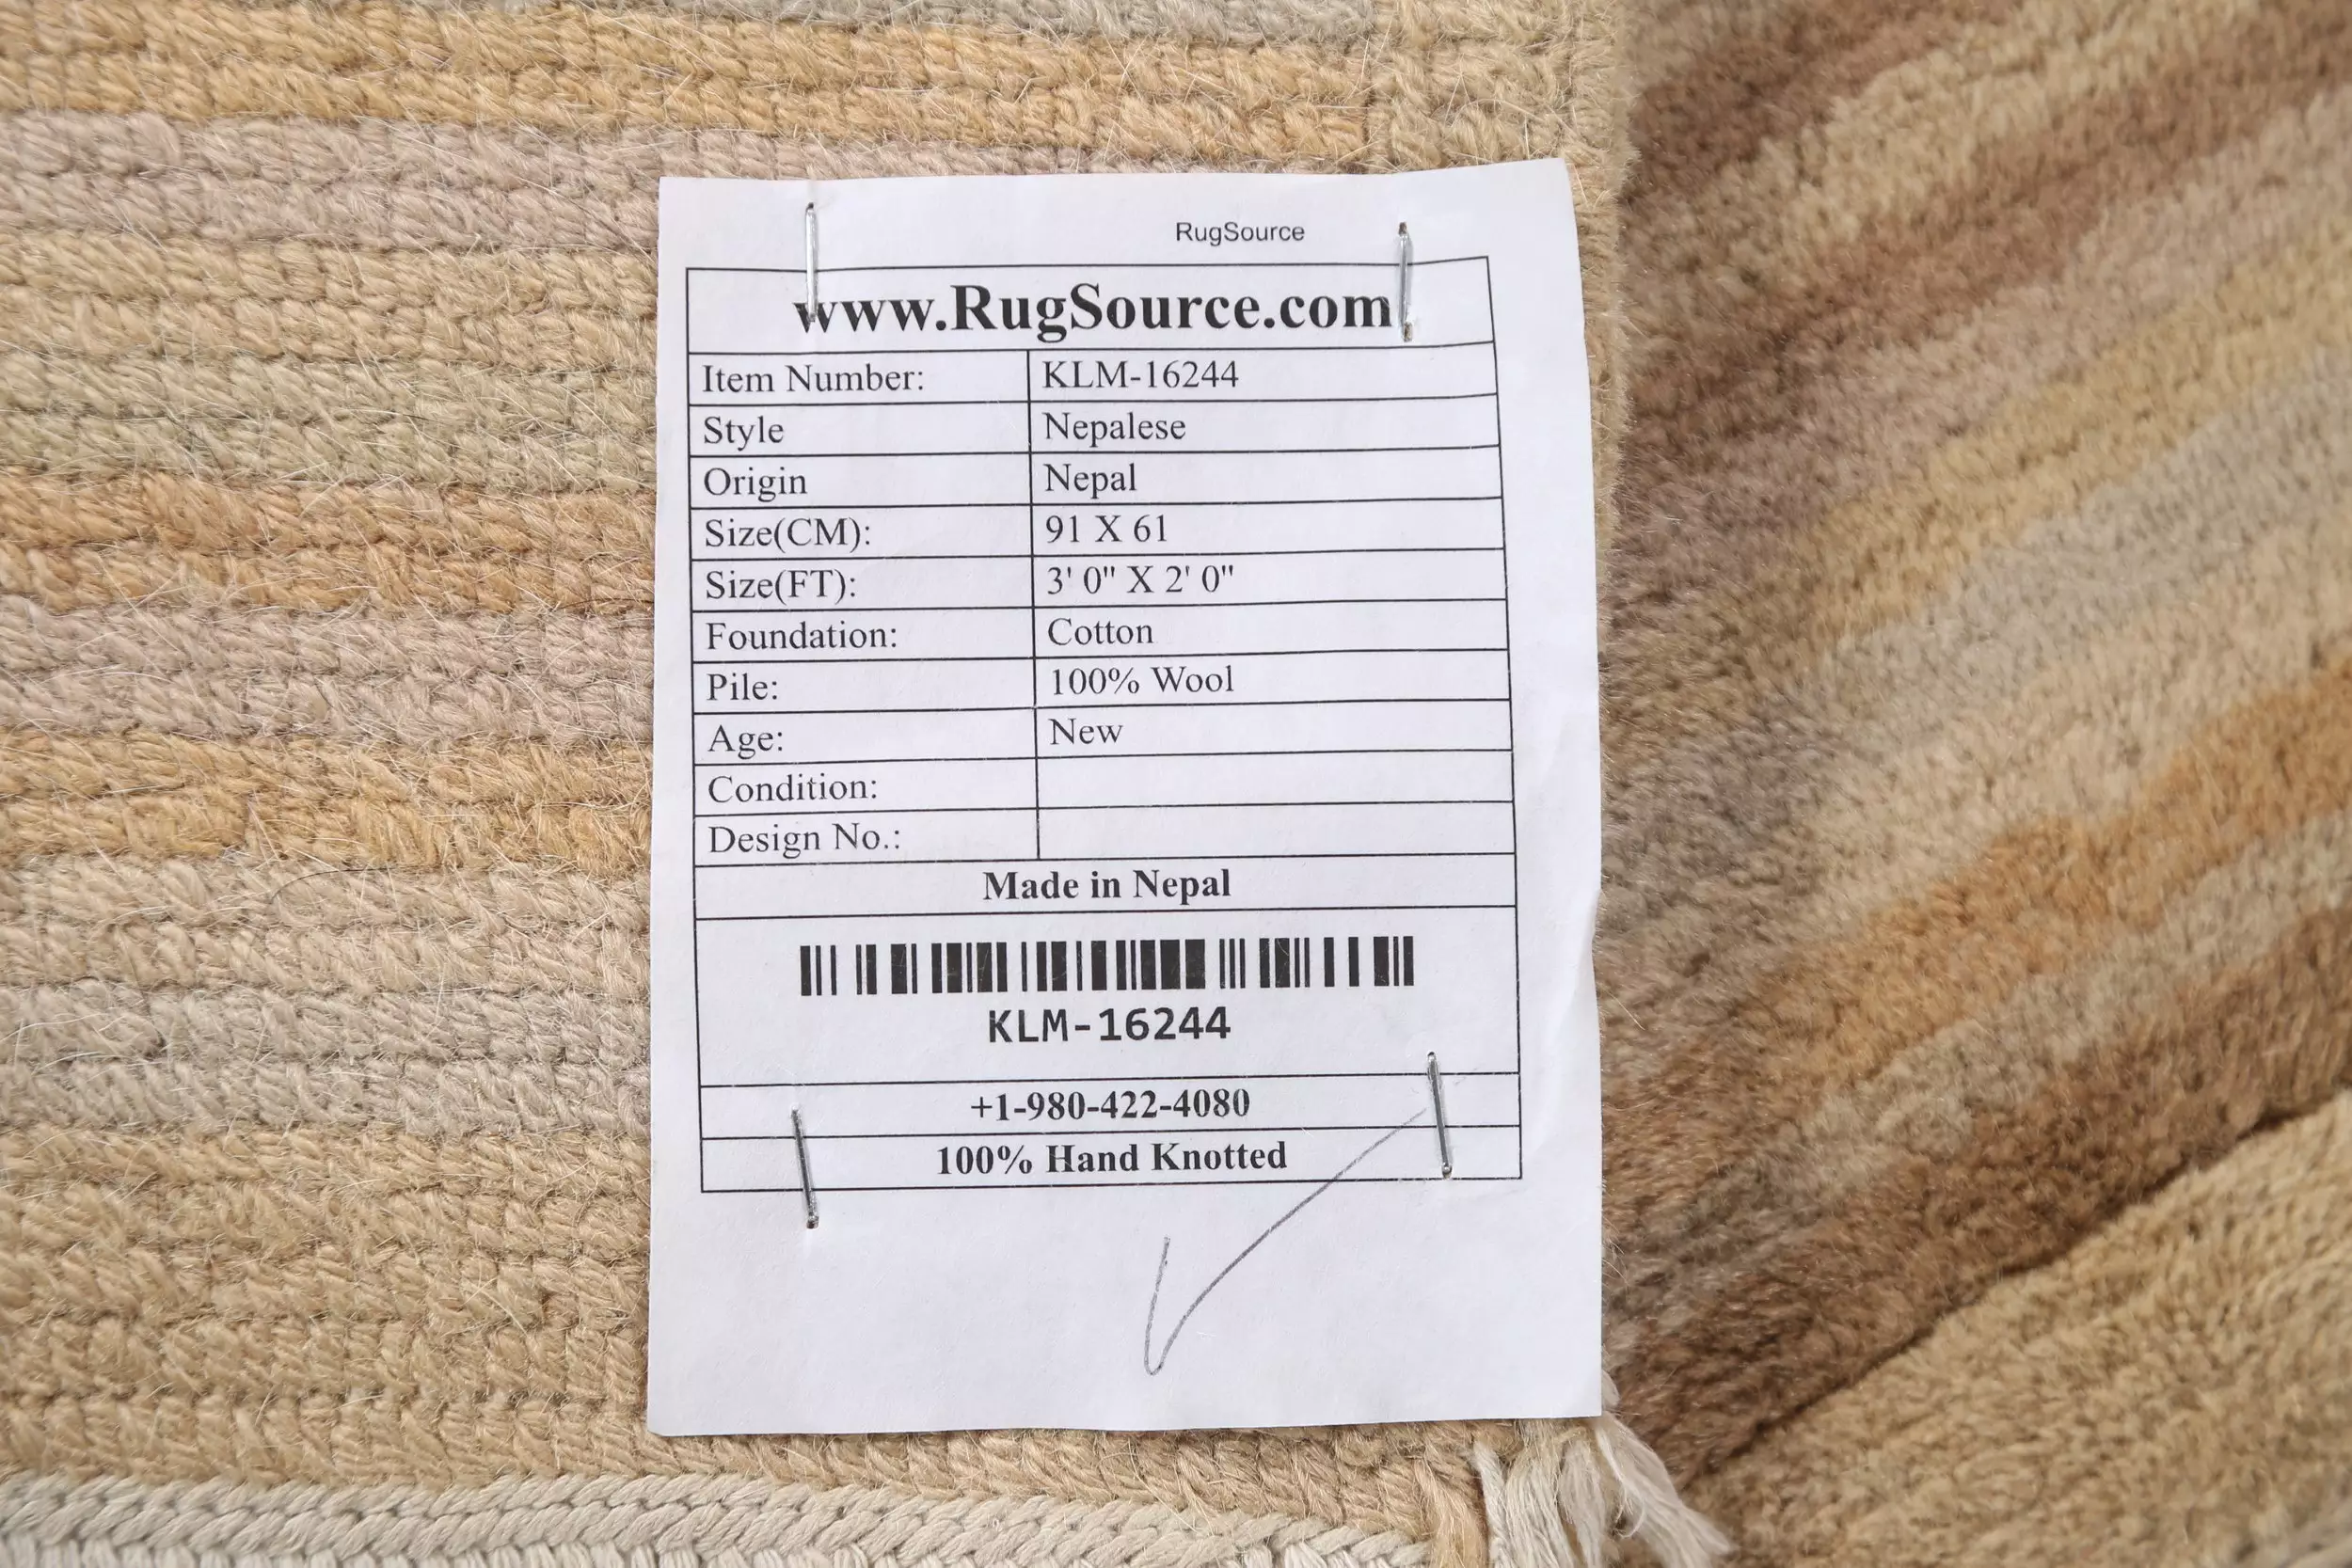 RugSource
www.RugSource.com
Item Number: KLM-16244
Style Nepalese
Origin Nepal
Size(CM): 91 X 61
Size(FT): 3' 0" X 2' 0"
Foundation: Cotton
Pile: 100% Wool
Age: New
Condition:
Design No.:
Made in Nepal
KLM-16244
+1-980-422-4080
100% Hand Knotted